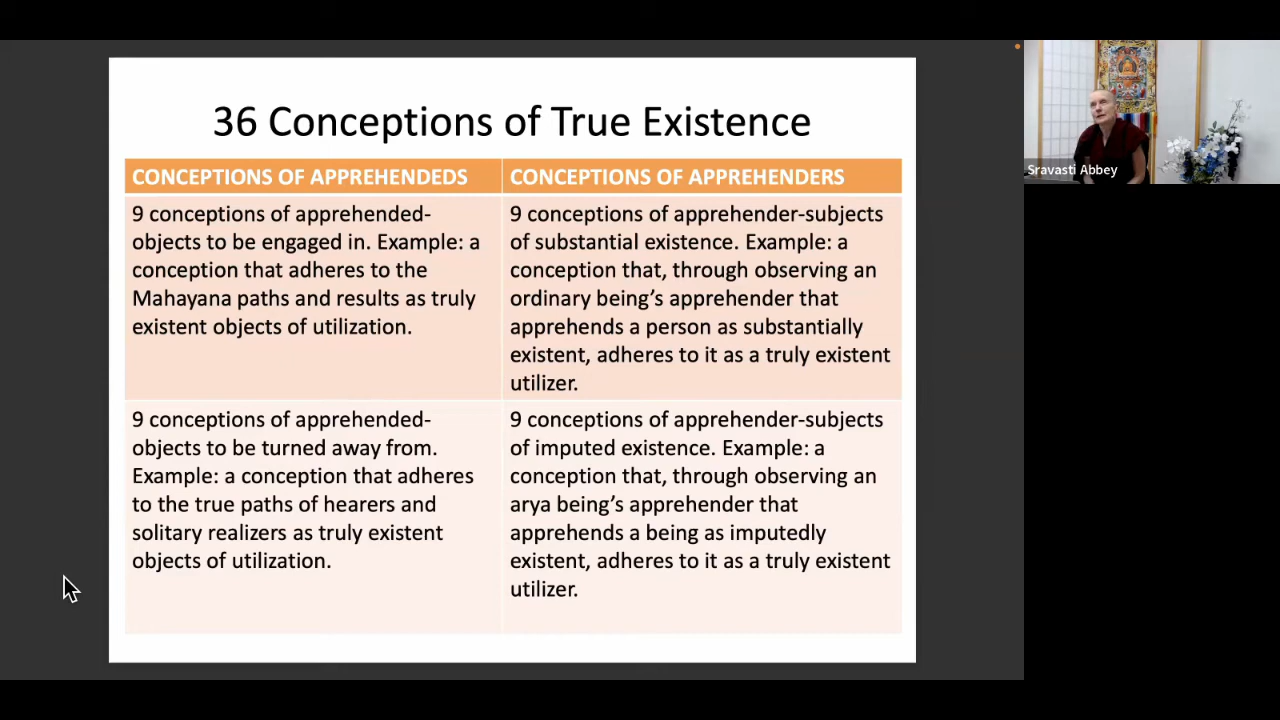 36 Conceptions of True Existence
CONCEPTIONS OF APPREHENDEDS
9 conceptions of apprehended-
objects to be engaged in. Example: a
conception that adheres to the
Mahayana paths and results as truly
existent objects of utilization.
CONCEPTIONS OF APPREHENDERS
9 conceptions of apprehender-subjects
of substantial existence. Example: a
conception that, through observing an
ordinary being’s apprehender that
apprehends a person as substantially
existent, adheres to it as a truly existent
utilizer.
9 conceptions of apprehended-
objects to be turned away from.
Example: a conception that adheres
to the true paths of hearers and
solitary realizers as truly existent
objects of utilization.
9 conceptions of apprehender-subjects
of imputed existence. Example: a
conception that, through observing an
arya being’s apprehender that
apprehends a being as imputedly
existent, adheres to it as a truly existent
utilizer.
Sravasti Abbey